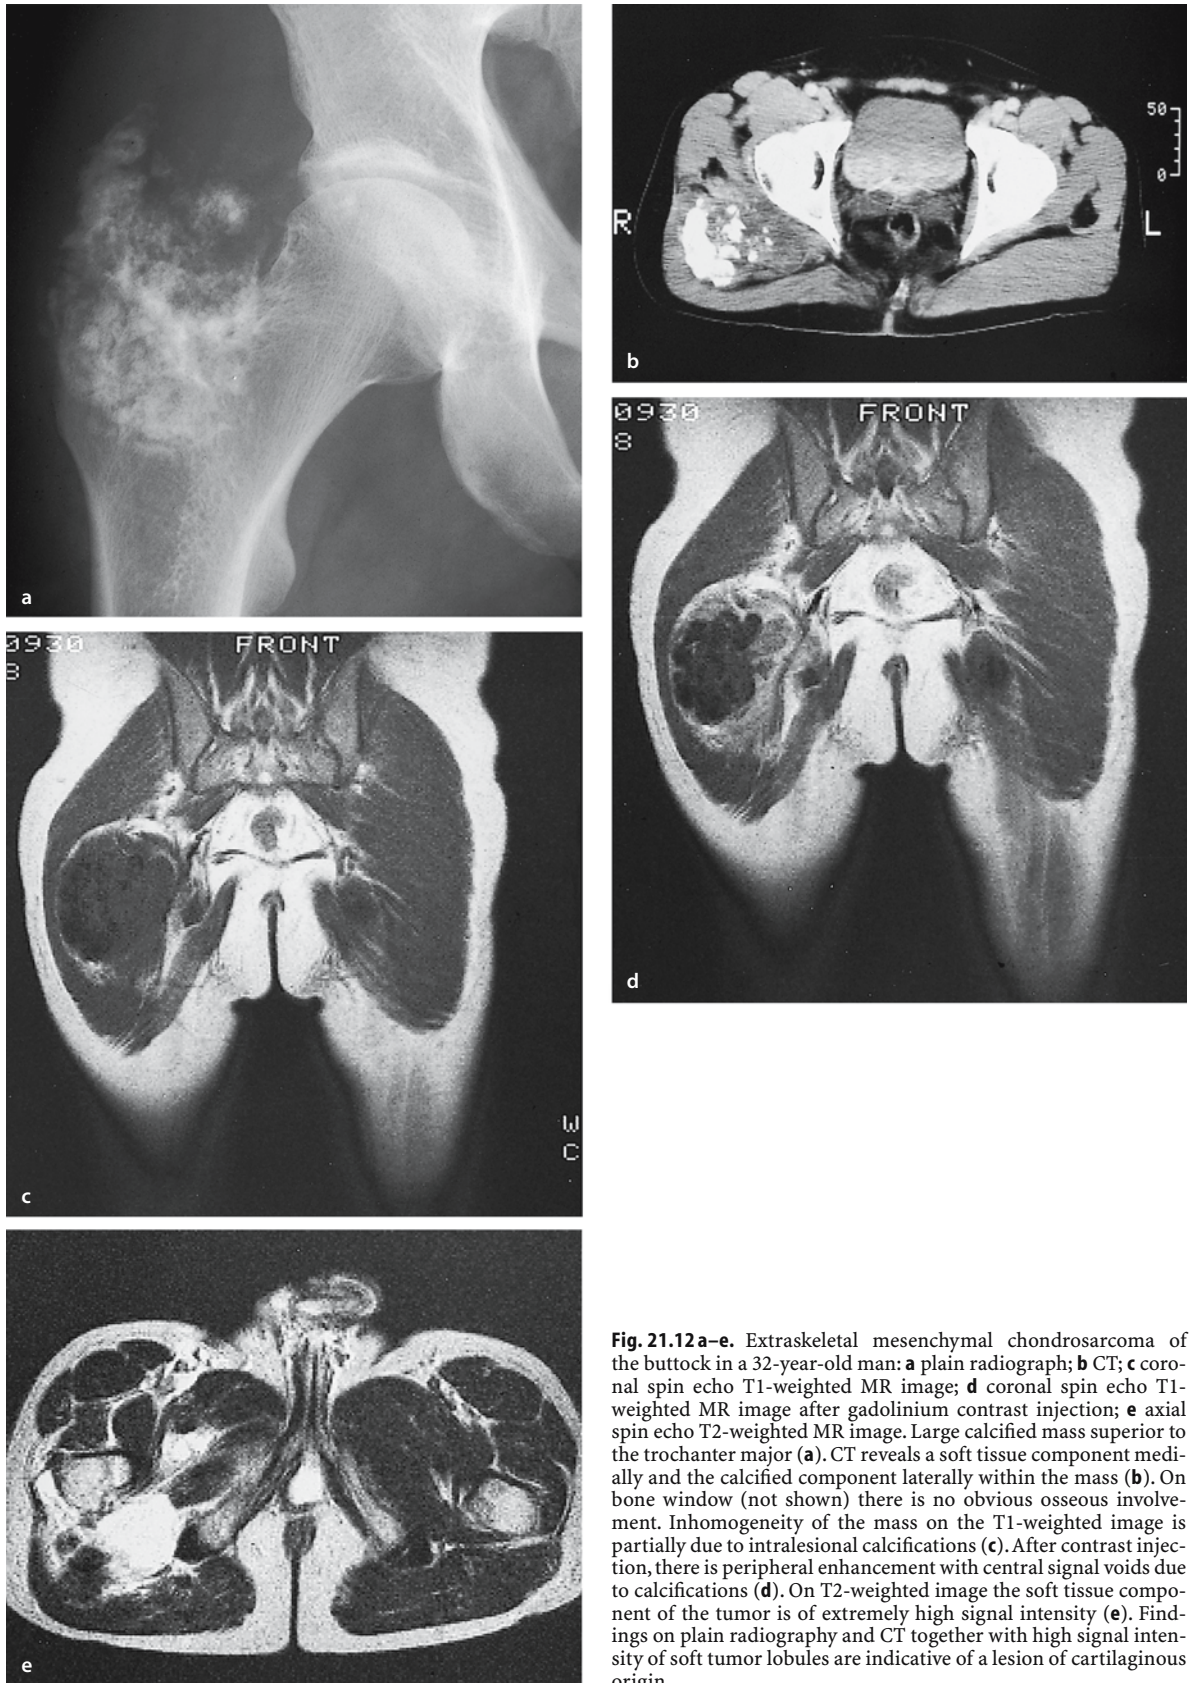 a
50
0
R
L
b
0930
FRONT
8
d
0930
FRONT
8
W
C
c
e
Fig. 21.12 a–e. Extraskeletal mesenchymal chondrosarcoma of
the buttock in a 32-year-old man: a plain radiograph; b CT; c coro-
nal spin echo T1-weighted MR image; d coronal spin echo T1-
weighted MR image after gadolinium contrast injection; e axial
spin echo T2-weighted MR image. Large calcified mass superior to
the trochanter major (a). CT reveals a soft tissue component medi-
ally and the calcified component laterally within the mass (b). On
bone window (not shown) there is no obvious osseous involve-
ment. Inhomogeneity of the mass on the T1-weighted image is
partially due to intralesional calcifications (c). After contrast injec-
tion, there is peripheral enhancement with central signal voids due
to calcifications (d). On T2-weighted image the soft tissue compo-
nent of the tumor is of extremely high signal intensity (e). Find-
ings on plain radiography and CT together with high signal inten-
sity of soft tumor lobules are indicative of a lesion of cartilaginous
origin